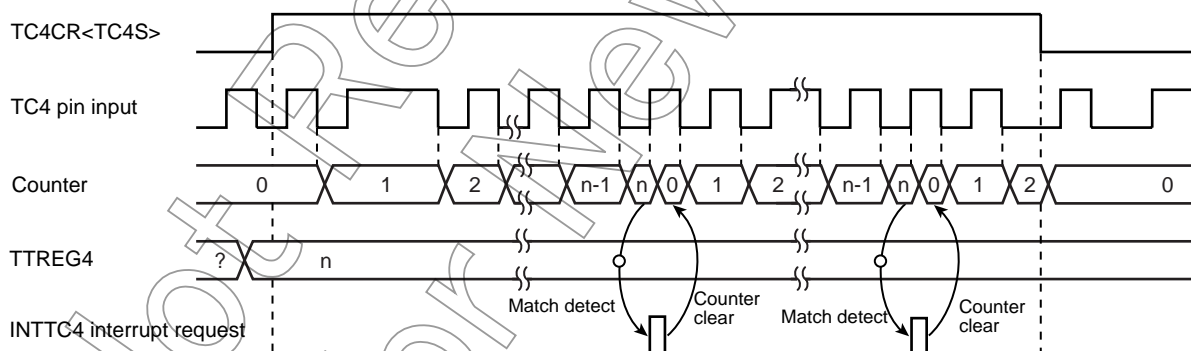 TC4CR<TC4S>
TC4 pin input
Counter 0 1 2 n-1 n 0 1 2 n-1 n 0 1 2 0
TTREG4 ? n
Match detect Counter clear Match detect Counter clear
INTTC4 interrupt request